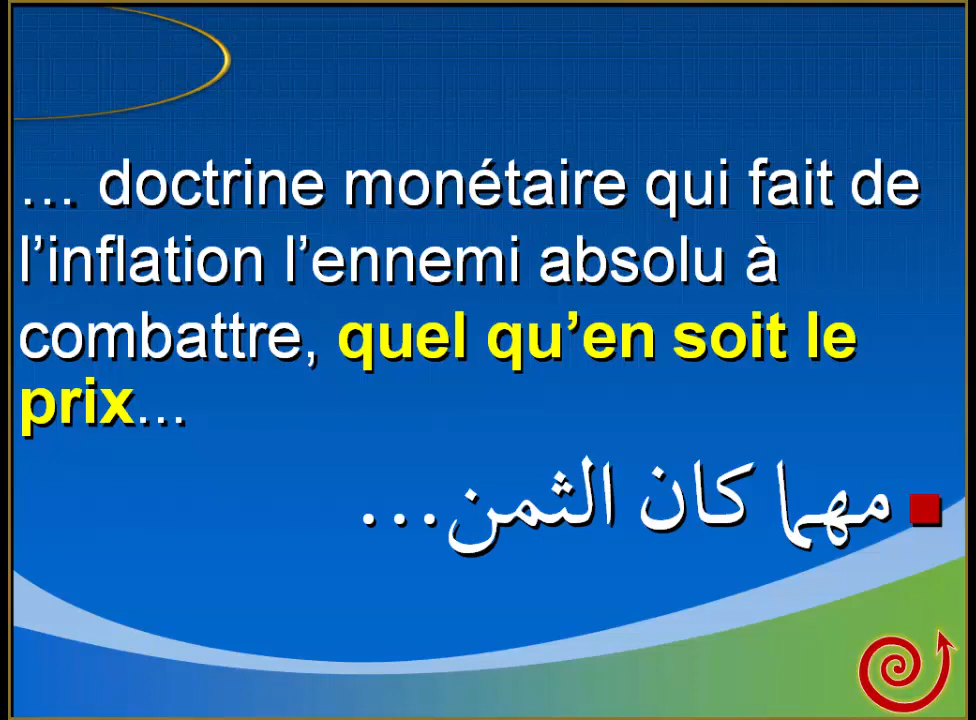 … doctrine monétaire qui fait de
l’inflation l’ennemi absolu à
combattre, quel qu’en soit le
prix…
مهما كان الثمن…